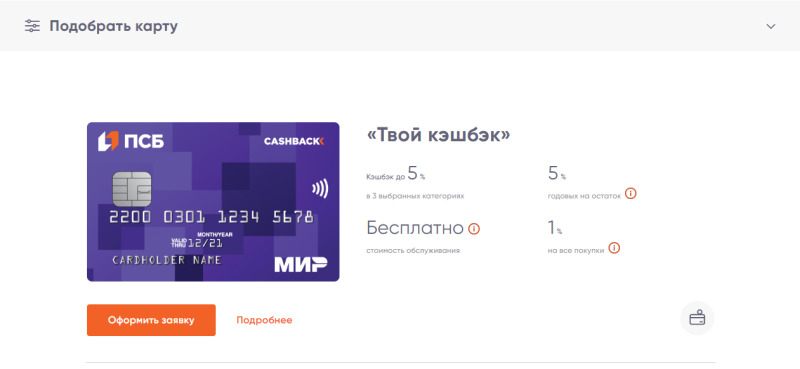 Подобрать карту
ПСБ
CASHBACK
2200 0301 1234 5678
MONTH/YEAR
VALID THRU 12/21
CARDHOLDER NAME
МИР
«Твой кэшбэк»
Кэшбэк до 5 %
в 3 выбранных категориях
5 %
годовых на остаток
Бесплатно
стоимость обслуживания
1 %
на все покупки
Оформить заявку
Подробнее